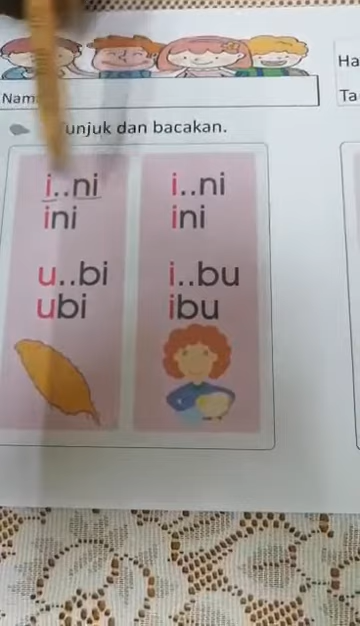 Nam
unjuk dan bacakan.
i..ni
ini
u..bi
ubi
i..ni
ini
i..bu
ibu
Ha
Ta